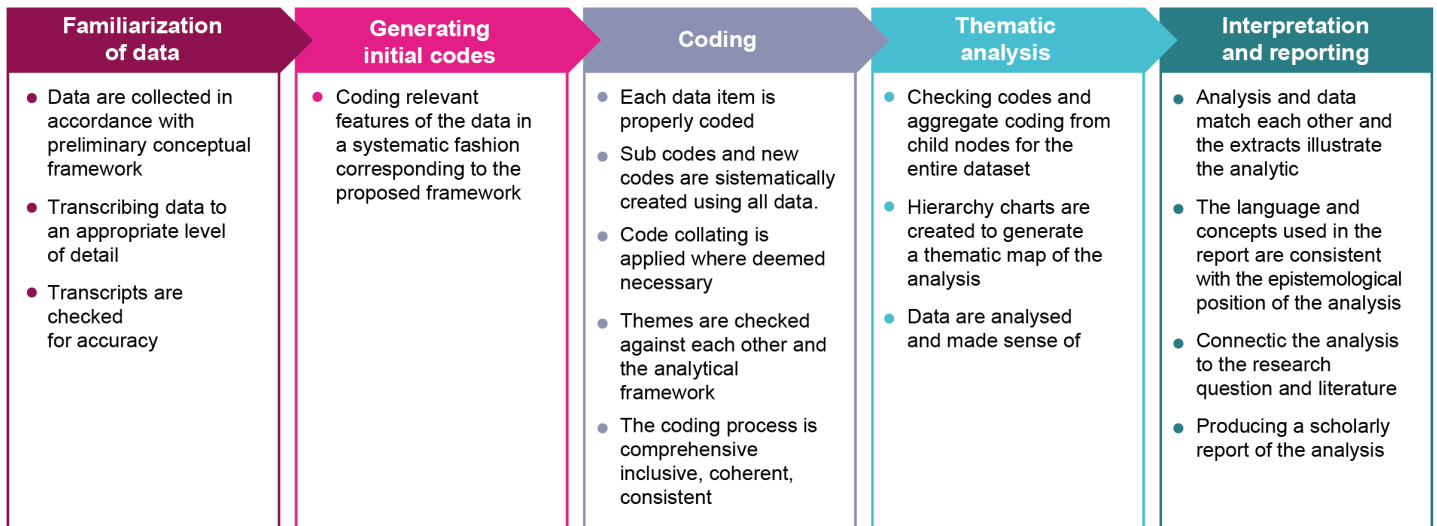 Familiarization
of data
Data are collected in
accordance with
preliminary conceptual
framework
Transcribing data to
an appropriate level
of detail
Transcripts are
checked
for accuracy
Generating
initial codes
Coding relevant
features of the data in
a systematic fashion
corresponding to the
proposed framework
Coding
Each data item is
properly coded
Sub codes and new
codes are sistematically
created using all data.
Code collating is
applied where deemed
necessary
Themes are checked
against each other and
the analytical
framework
The coding process is
comprehensive
inclusive, coherent,
consistent
Thematic
analysis
Checking codes and
aggregate coding from
child nodes for the
entire dataset
Hierarchy charts are
created to generate
a thematic map of the
analysis
Data are analysed
and made sense of
Interpretation
and reporting
Analysis and data
match each other and
the extracts illustrate
the analytic
The language and
concepts used in the
report are consistent
with the epistemological
position of the analysis
Connectic the analysis
to the research
question and literature
Producing a scholarly
report of the analysis